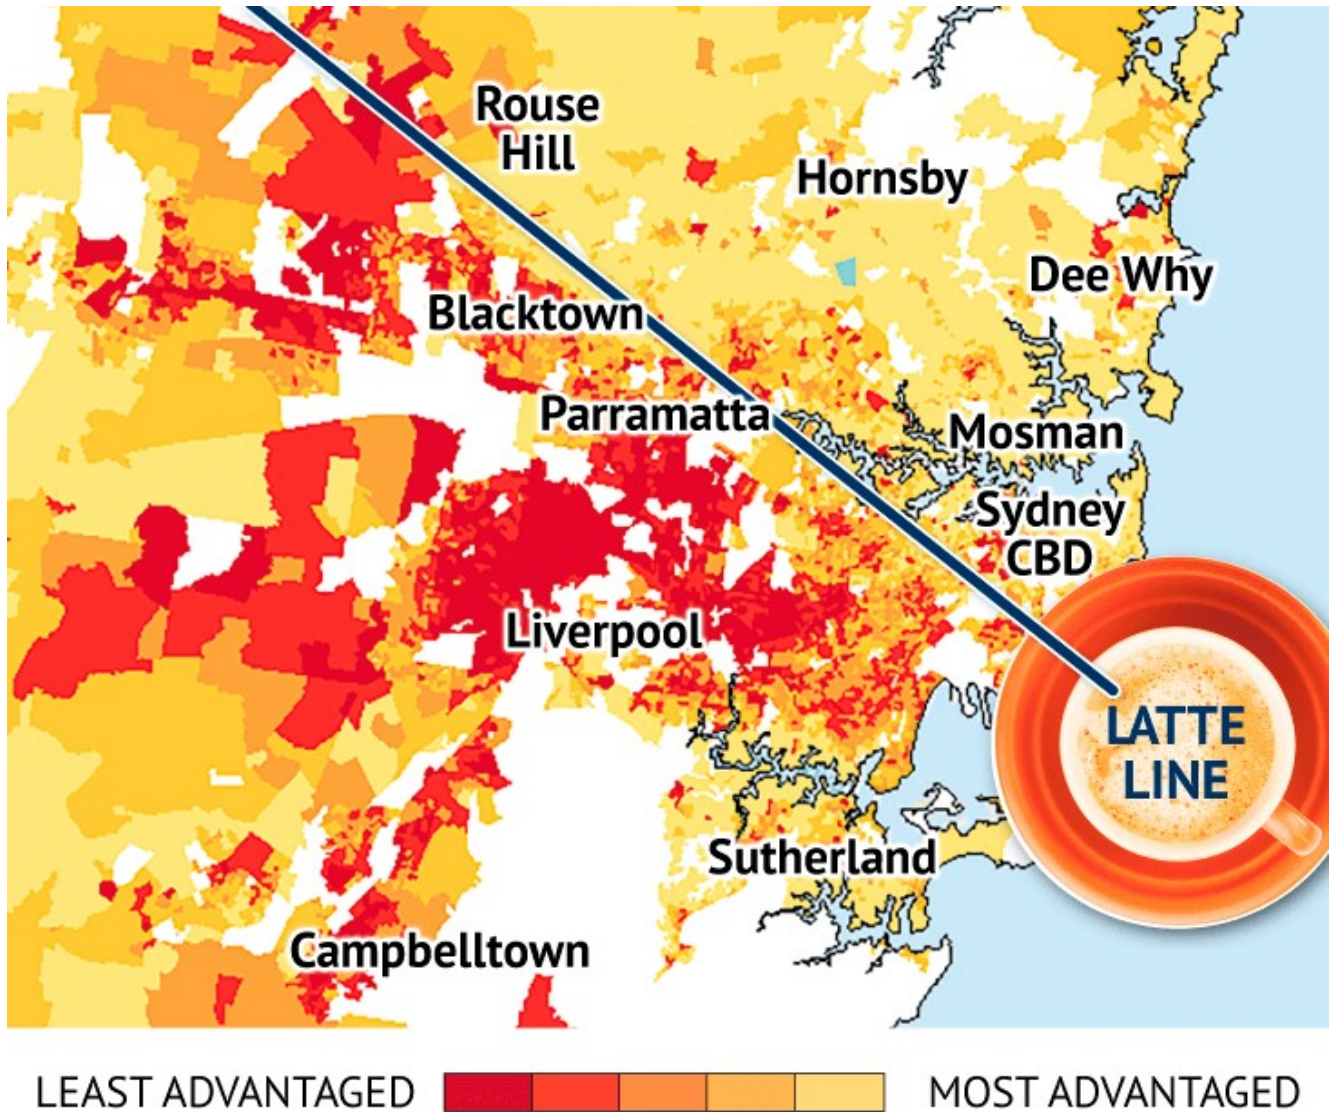 Rouse
Hill
Hornsby
Dee Why
Blacktown
Parramatta
Mosman
Sydney
CBD
Liverpool
LATTE
LINE
Sutherland
Campbelltown
LEAST ADVANTAGED
MOST ADVANTAGED